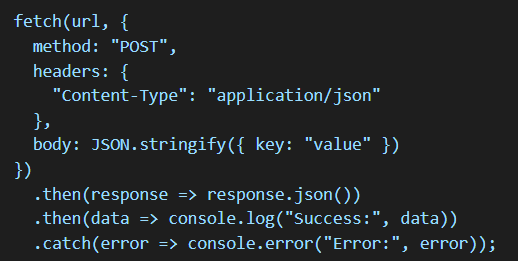 fetch(url, {
  method: "POST",
  headers: {
    "Content-Type": "application/json"
  },
  body: JSON.stringify({ key: "value" })
})
  .then(response => response.json())
  .then(data => console.log("Success:", data))
  .catch(error => console.error("Error:", error));